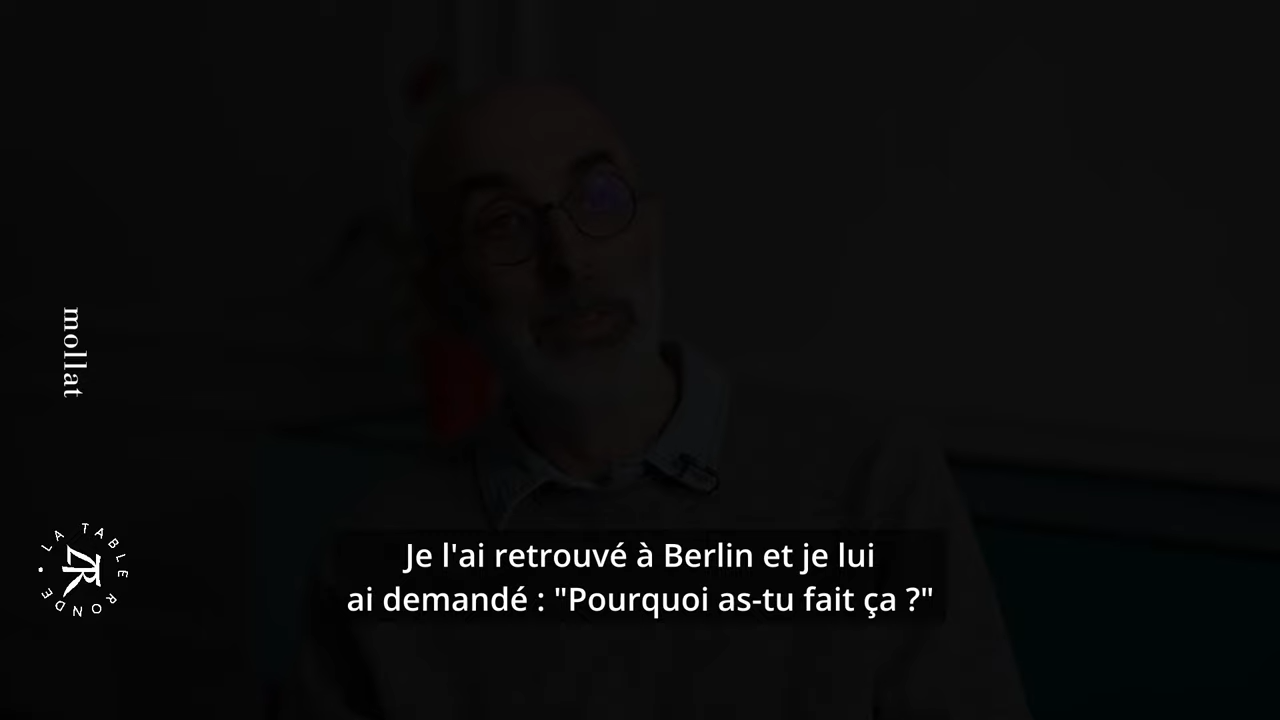 mollat
LA TABLE RONDE
Je l'ai retrouvé à Berlin et je lui
ai demandé : "Pourquoi as-tu fait ça ?"